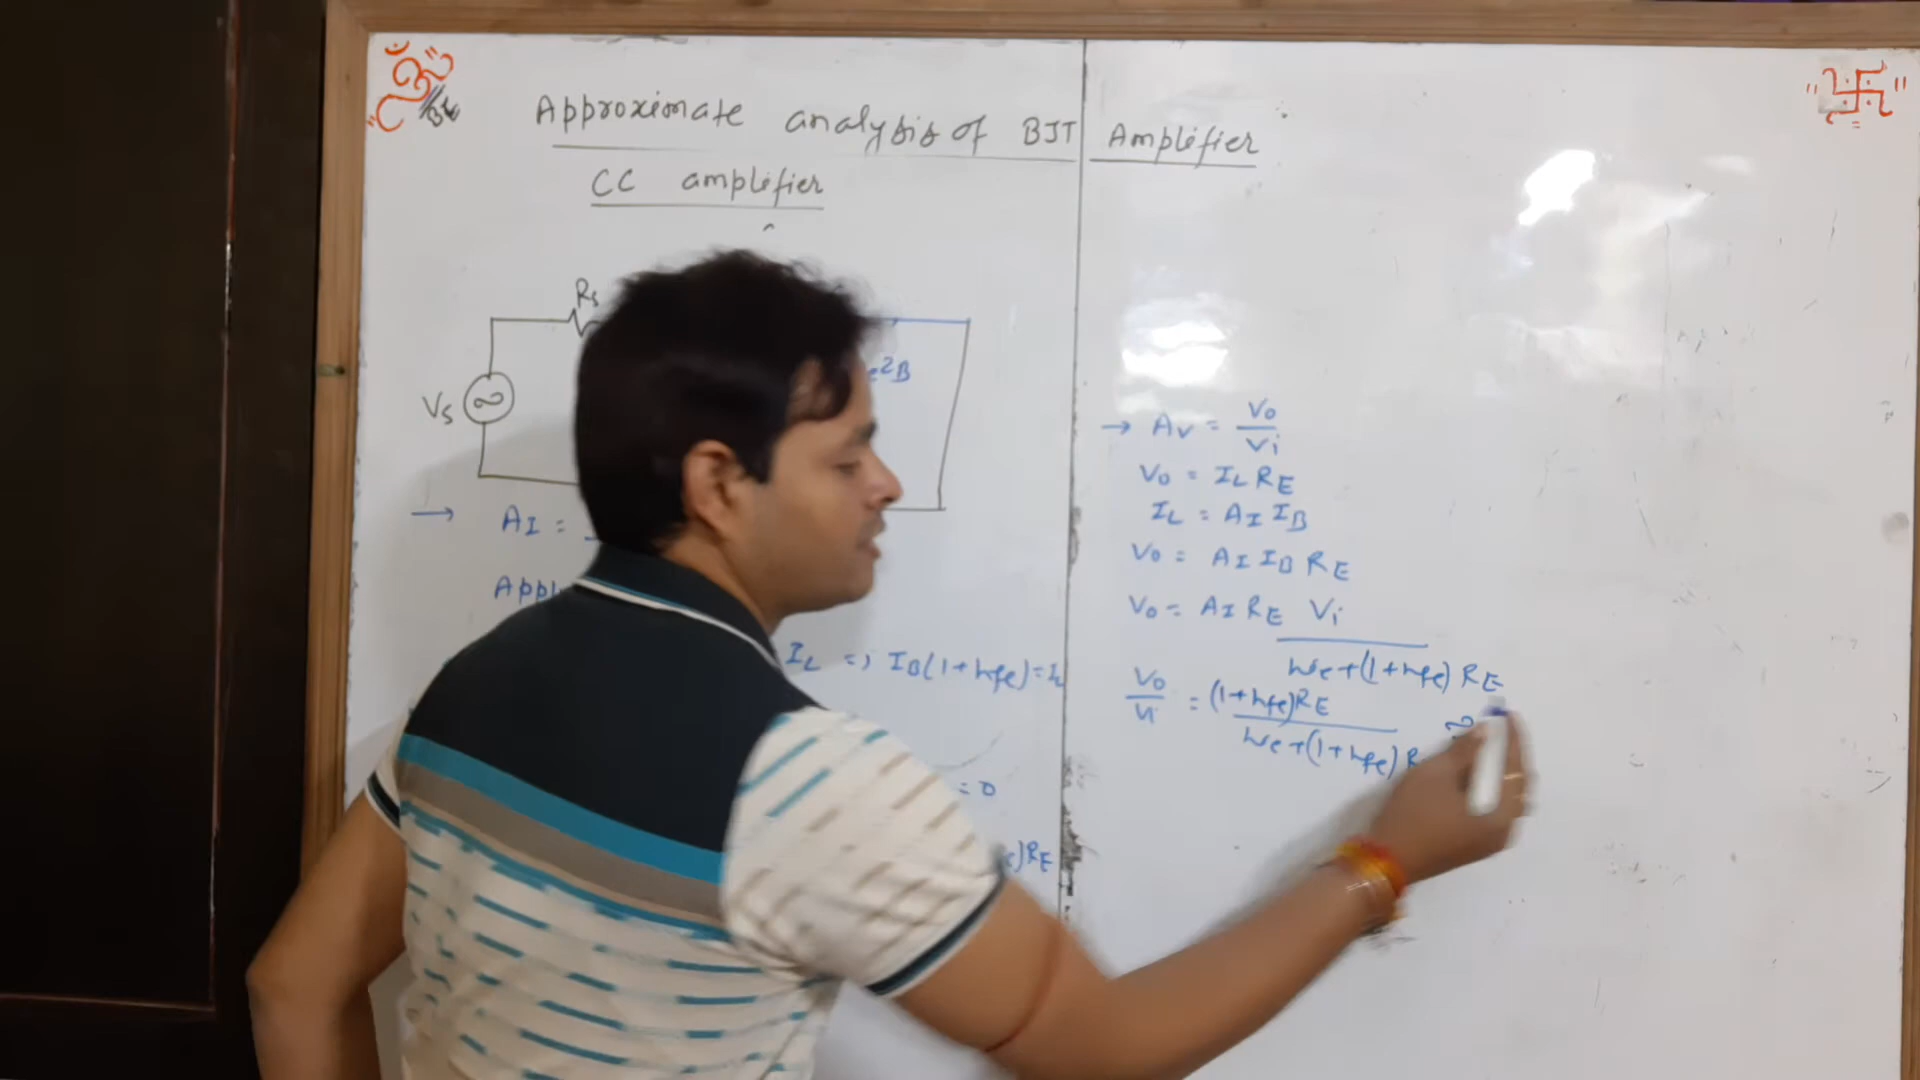 ॐ
BE
Approximate analysis of BJT Amplifier
CC amplifier
Rs
Vs
e2B
AI =
Appl
IL => IB(1+hfe)=IL
= 0
)RE
→ Av = Vo/Vi
Vo = IL RE
IL = AI IB
Vo = AI IB RE
Vo = AI RE Vi
hie+(1+hfe) RE
Vo/Vi = (1+hfe)RE
hie+(1+hfe) R